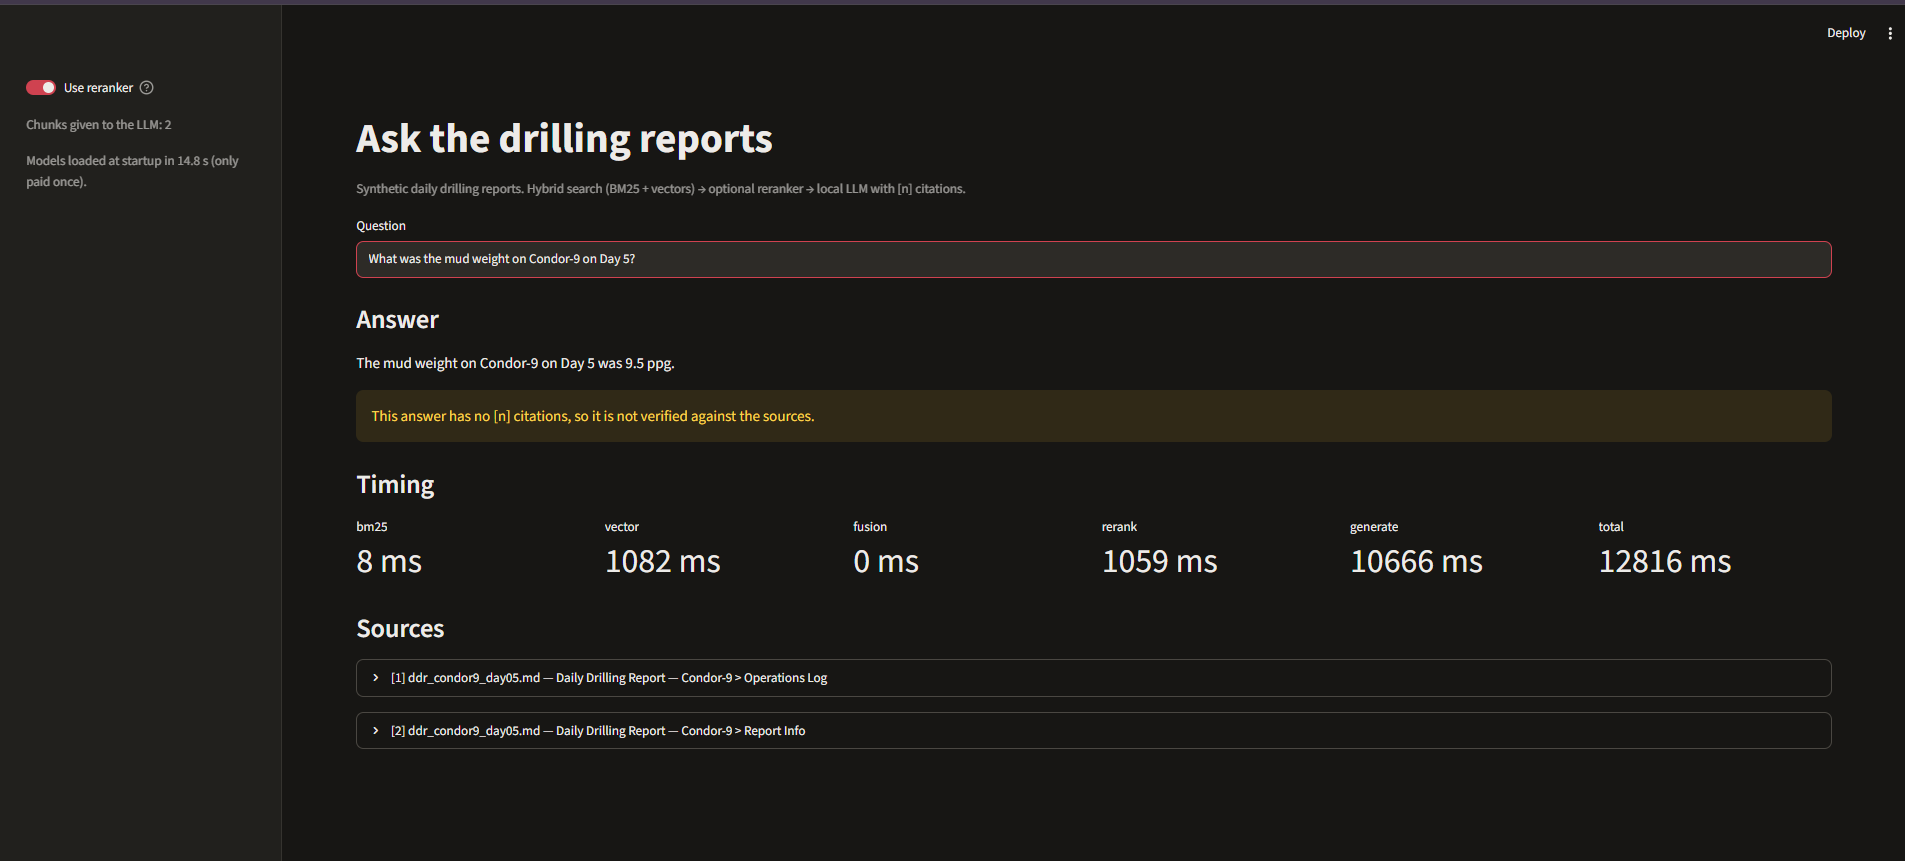 Deploy
Use reranker
Chunks given to the LLM: 2
Models loaded at startup in 14.8 s (only
paid once).
Ask the drilling reports
Synthetic daily drilling reports. Hybrid search (BM25 + vectors) → optional reranker → local LLM with [n] citations.
Question
What was the mud weight on Condor-9 on Day 5?
Answer
The mud weight on Condor-9 on Day 5 was 9.5 ppg.
This answer has no [n] citations, so it is not verified against the sources.
Timing
bm25 vector fusion rerank generate total
8 ms 1082 ms 0 ms 1059 ms 10666 ms 12816 ms
Sources
[1] ddr_condor9_day05.md — Daily Drilling Report — Condor-9 > Operations Log
[2] ddr_condor9_day05.md — Daily Drilling Report — Condor-9 > Report Info